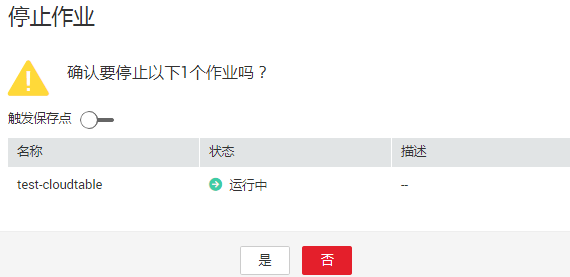 停止作业
确认要停止以下1个作业吗？
触发保存点
名称 状态 描述
test-cloudtable 运行中 --
是 否